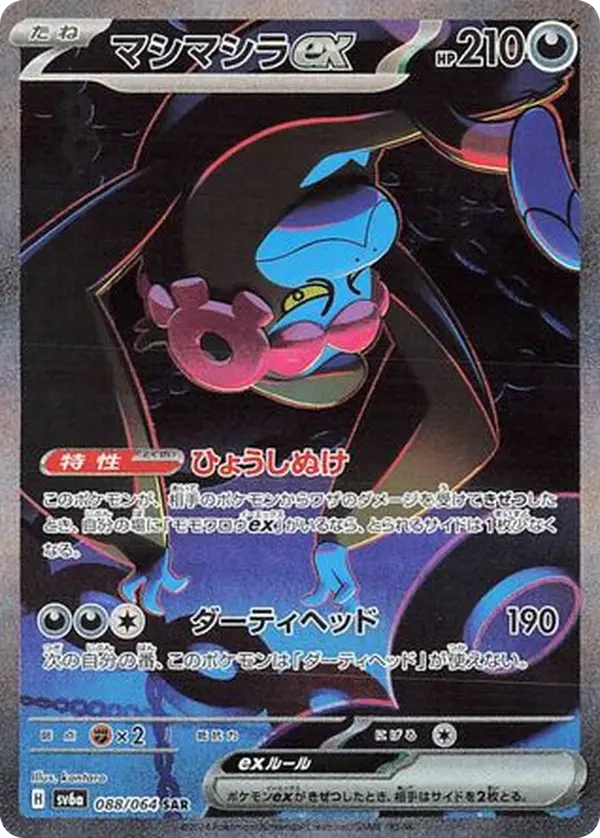 たね マシマシラex HP210
特性 ひょうしぬけ
このポケモンが、相手のポケモンからワザのダメージを受けてきぜつした
とき、自分の場に「モモワロウex」がいるなら、とられるサイドは1枚少なく
なる。
ダーティヘッド 190
次の自分の番、このポケモンは「ダーティヘッド」が使えない。
弱点 ×2 抵抗力 にげる
exルール
ポケモンexがきぜつしたとき、相手はサイドを2枚とる。
Illus. kantaro
H sv6a 088/064 SAR